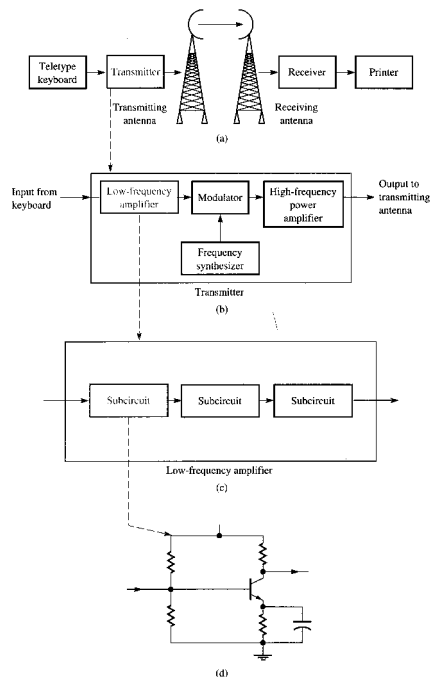 Teletype
keyboard
Transmitter
Receiver
Printer
Transmitting
antenna
Receiving
antenna
(a)
Input from
keyboard
Low-frequency
amplifier
Modulator
High-frequency
power
amplifier
Output to
transmitting
antenna
Frequency
synthesizer
Transmitter
(b)
Subcircuit
Subcircuit
Subcircuit
Low-frequency amplifier
(c)
(d)